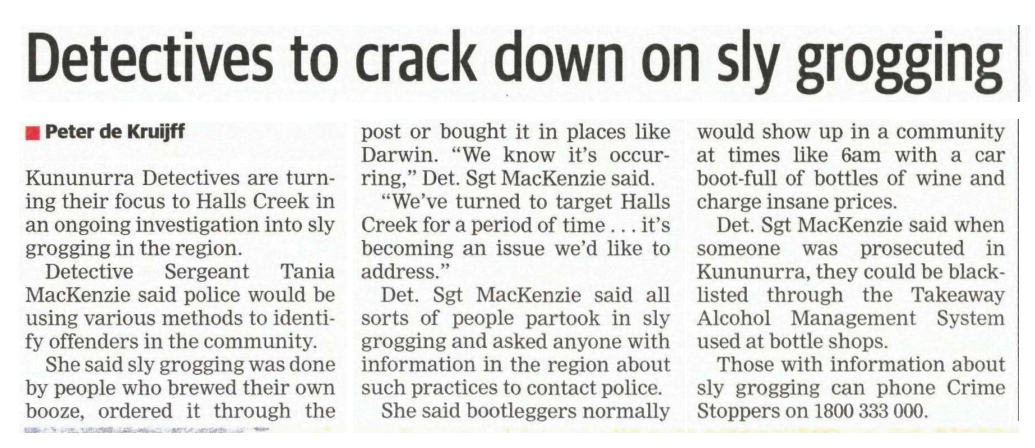 Detectives to crack down on sly grogging
Peter de Kruijff
Kununurra Detectives are turn-
ing their focus to Halls Creek in
an ongoing investigation into sly
grogging in the region.
Detective Sergeant Tania
MacKenzie said police would be
using various methods to identi-
fy offenders in the community.
She said sly grogging was done
by people who brewed their own
booze, ordered it through the
post or bought it in places like
Darwin. “We know it’s occur-
ring,” Det. Sgt MacKenzie said.
“We’ve turned to target Halls
Creek for a period of time . . . it’s
becoming an issue we’d like to
address.”
Det. Sgt MacKenzie said all
sorts of people partook in sly
grogging and asked anyone with
information in the region about
such practices to contact police.
She said bootleggers normally
would show up in a community
at times like 6am with a car
boot-full of bottles of wine and
charge insane prices.
Det. Sgt MacKenzie said when
someone was prosecuted in
Kununurra, they could be black-
listed through the Takeaway
Alcohol Management System
used at bottle shops.
Those with information about
sly grogging can phone Crime
Stoppers on 1800 333 000.